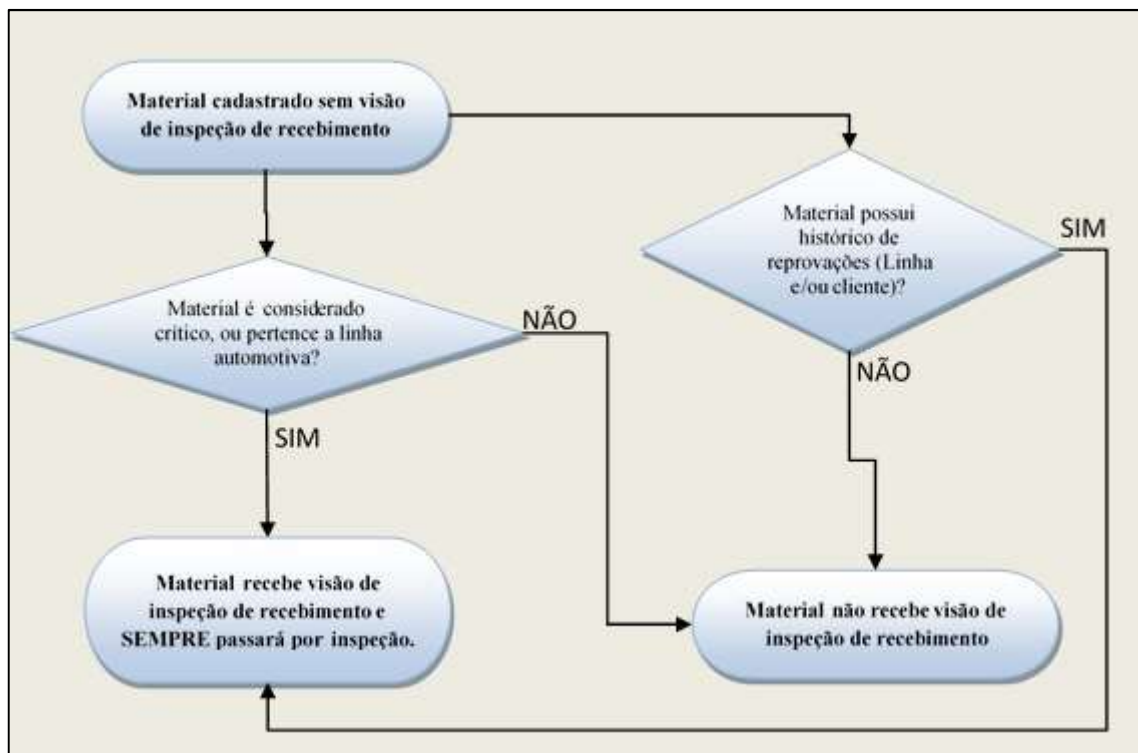 Material cadastrado sem visão
de inspeção de recebimento
Material possui
histórico de
reprovações (Linha
e/ou cliente)?
SIM
Material é considerado
crítico, ou pertence a linha
automotiva?
NÃO
NÃO
SIM
Material recebe visão de
inspeção de recebimento e
SEMPRE passará por inspeção.
Material não recebe visão de
inspeção de recebimento